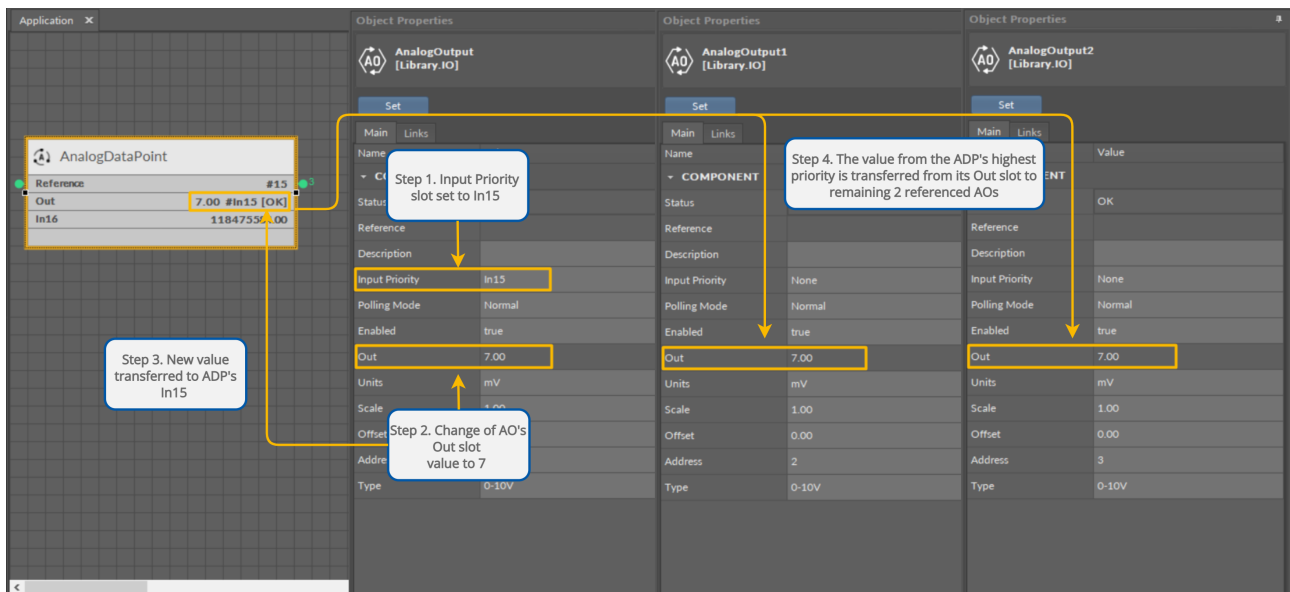 Application ×
AnalogDataPoint
Reference #15 3
Out 7.00 #In15 [OK]
In16
Step 3. New value
transferred to ADP's
In15
Object Properties
AnalogOutput
[Library.IO]
Set
Main Links
Name
Step 1. Input Priority
slot set to In15
Status
Reference
Description
Input Priority In15
Polling Mode Normal
Enabled true
Out 7.00
Units mV
Scale 1.00
Step 2. Change of AO's
Out slot
value to 7
Offset
Type 0-10V
Object Properties
AnalogOutput1
[Library.IO]
Set
Main Links
Name
COMPONENT
Step 4. The value from the ADP's highest
priority is transferred from its Out slot to
remaining 2 referenced AOs
Status
Reference
Description
Input Priority None
Polling Mode Normal
Enabled true
Out 7.00
Units mV
Scale 1.00
Offset 0.00
Address 2
Type 0-10V
Object Properties
AnalogOutput2
[Library.IO]
Set
Main Links
Value
OK
Reference
Description
Input Priority None
Polling Mode Normal
Enabled true
Out 7.00
Units mV
Scale 1.00
Offset 0.00
Address 3
Type 0-10V